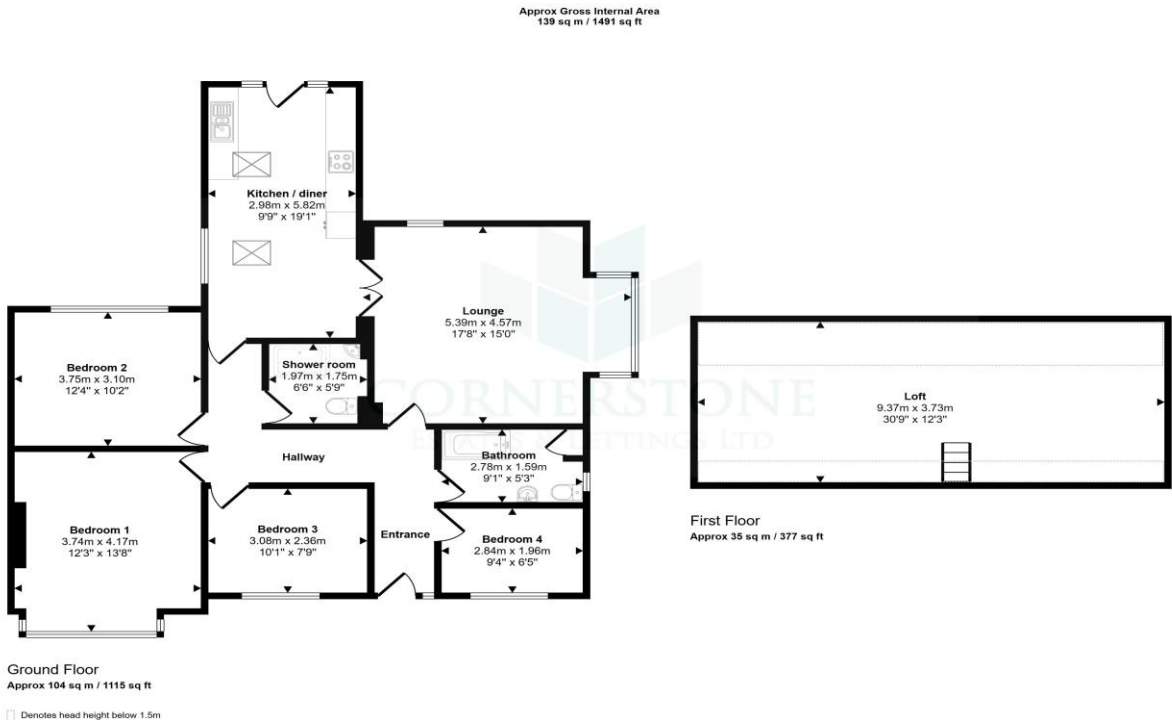 Approx Gross Internal Area
139 sq m / 1491 sq ft
Kitchen / diner
2.98m x 5.82m
9'9" x 19'1"
Lounge
5.39m x 4.57m
17'8" x 15'0"
Bedroom 2
3.75m x 3.10m
12'4" x 10'2"
Shower room
1.97m x 1.75m
6'6" x 5'9"
Loft
9.37m x 3.73m
30'9" x 12'3"
CORNERSTONE
ESTATES & LETTINGS LTD
Hallway
Bathroom
2.78m x 1.59m
9'1" x 5'3"
Bedroom 1
3.74m x 4.17m
12'3" x 13'8"
Bedroom 3
3.08m x 2.36m
10'1" x 7'9"
Entrance
Bedroom 4
2.84m x 1.96m
9'4" x 6'5"
First Floor
Approx 35 sq m / 377 sq ft
Ground Floor
Approx 104 sq m / 1115 sq ft
Denotes head height below 1.5m